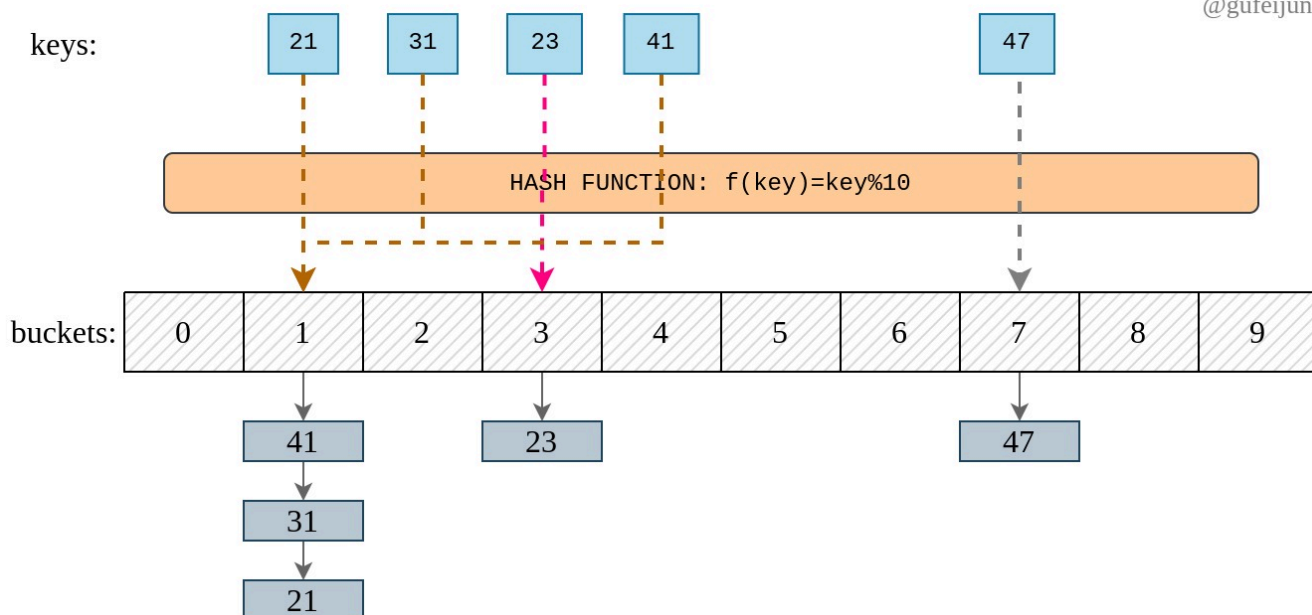 @gufeijun
keys: 21 31 23 41 47
HASH FUNCTION: f(key)=key%10
buckets: 0 1 2 3 4 5 6 7 8 9
41 23 47
31
21